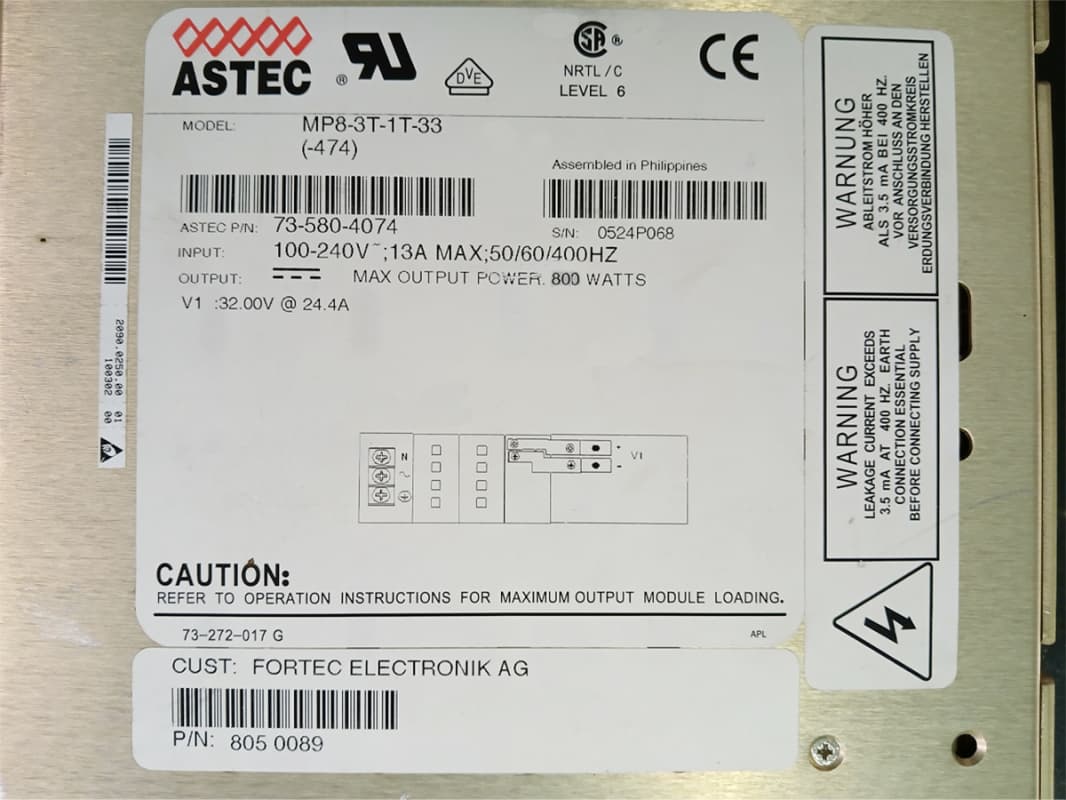 ASTEC
® UR
DVE
SA ®
NRTL/C
LEVEL 6
CE
MODEL: MP8-3T-1T-33
(-474)
Assembled in Philippines
ASTEC P/N: 73-580-4074
S/N: 0524P068
INPUT: 100-240V~;13A MAX;50/60/400HZ
OUTPUT: MAX OUTPUT POWER. 800 WATTS
V1 :32.00V @ 24.4A
N
+
V1
-
CAUTION:
REFER TO OPERATION INSTRUCTIONS FOR MAXIMUM OUTPUT MODULE LOADING.
73-272-017 G
APL
CUST: FORTEC ELECTRONIK AG
P/N: 805 0089
2090.0250.00 01
100302 00
WARNUNG
ABLEITSTROM HÖHER
ALS 3.5 mA BEI 400 HZ.
VOR ANSCHLUSS AN DEN
VERSORGUNGSSTROMKREIS
ERDUNGSVERBINDUNG HERSTELLEN
WARNING
LEAKAGE CURRENT EXCEEDS
3.5 mA AT 400 HZ. EARTH
CONNECTION ESSENTIAL
BEFORE CONNECTING SUPPLY